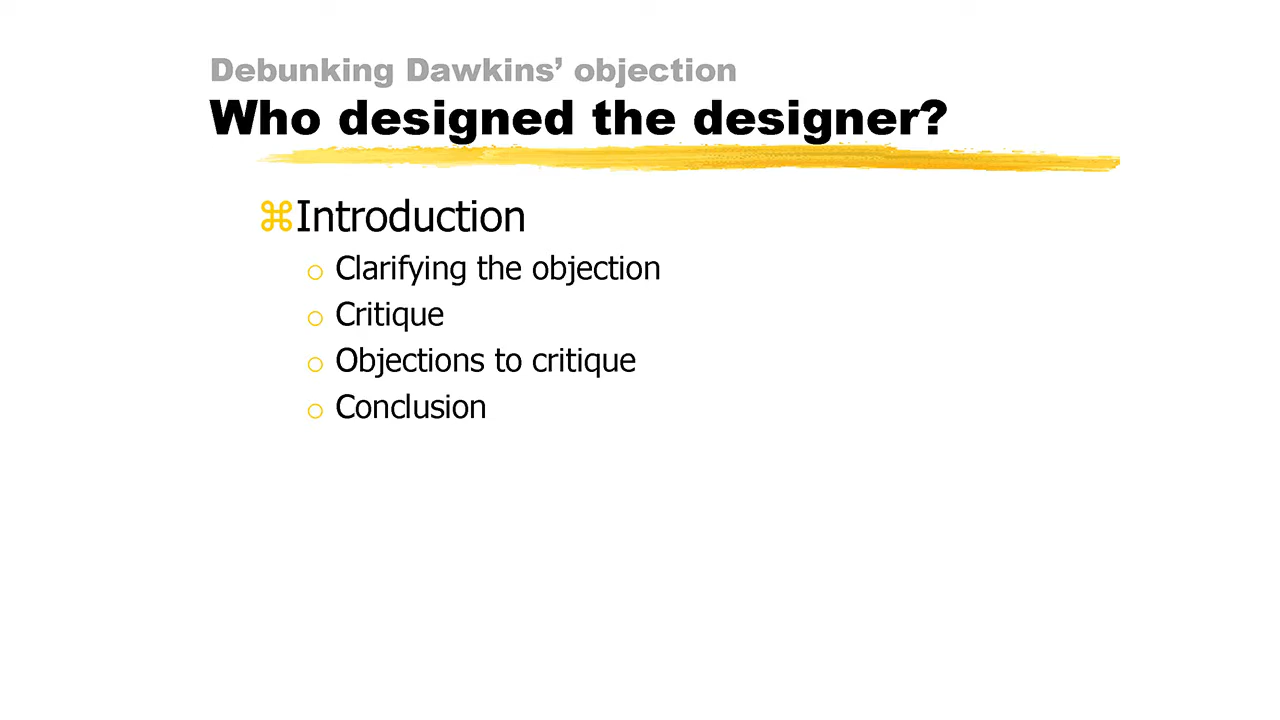 Debunking Dawkins’ objection
Who designed the designer?
⌘Introduction
○ Clarifying the objection
○ Critique
○ Objections to critique
○ Conclusion